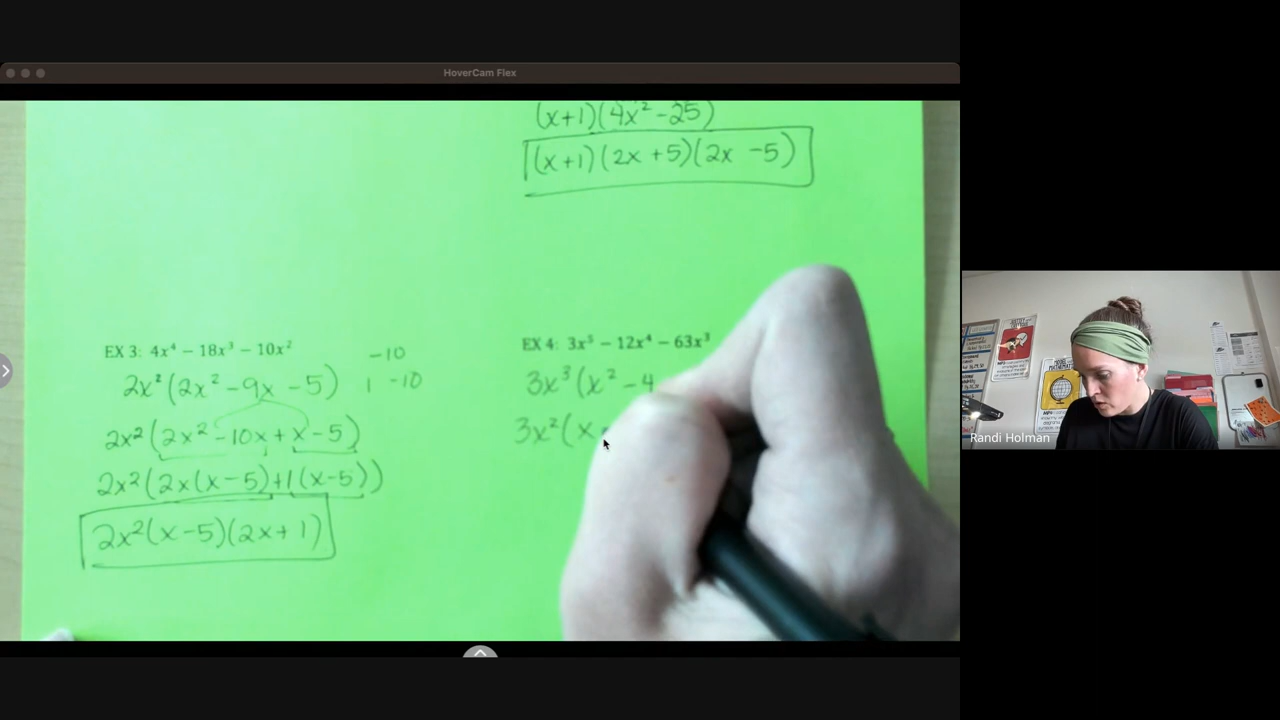 HoverCam Flex
(x+1)(4x² -25)
(x+1)(2x +5)(2x -5)
EX 3: 4x⁴ − 18x³ − 10x²
-10
2x²(2x² -9x -5)
1 -10
2x²(2x² -10x + x -5)
2x²(2x(x -5) +1(x-5))
2x²(x-5)(2x+1)
EX 4: 3x⁵ − 12x⁴ − 63x³
3x³(x² -4
3x²(x
Randi Holman